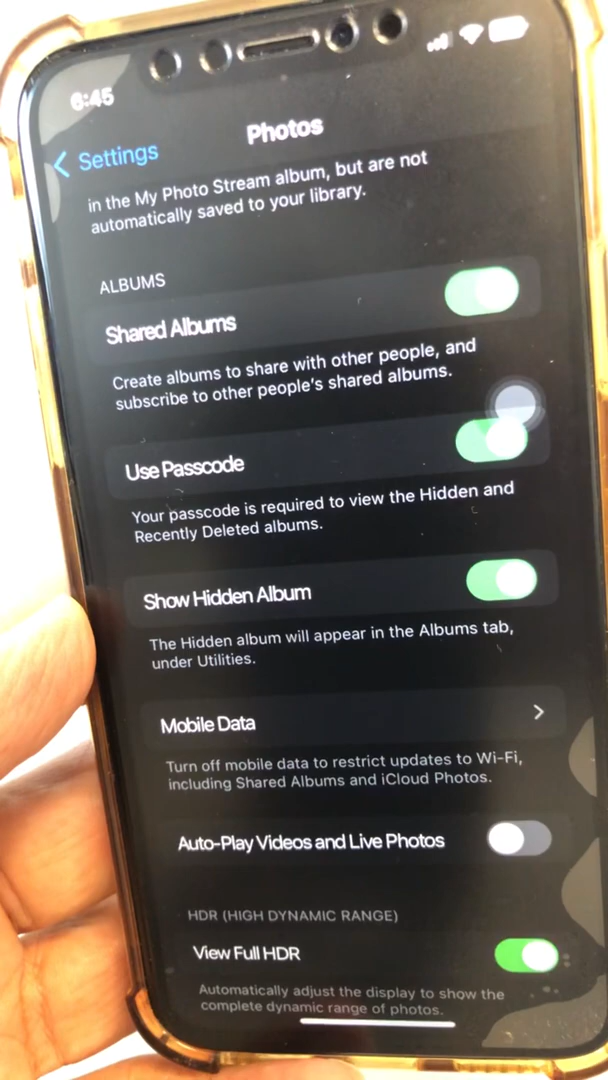 6:45
Settings
Photos
in the My Photo Stream album, but are not
automatically saved to your library.
ALBUMS
Shared Albums
Create albums to share with other people, and
subscribe to other people's shared albums.
Use Passcode
Your passcode is required to view the Hidden and
Recently Deleted albums.
Show Hidden Album
The Hidden album will appear in the Albums tab,
under Utilities.
Mobile Data
Turn off mobile data to restrict updates to Wi-Fi,
including Shared Albums and iCloud Photos.
Auto-Play Videos and Live Photos
HDR (HIGH DYNAMIC RANGE)
View Full HDR
Automatically adjust the display to show the
complete dynamic range of photos.